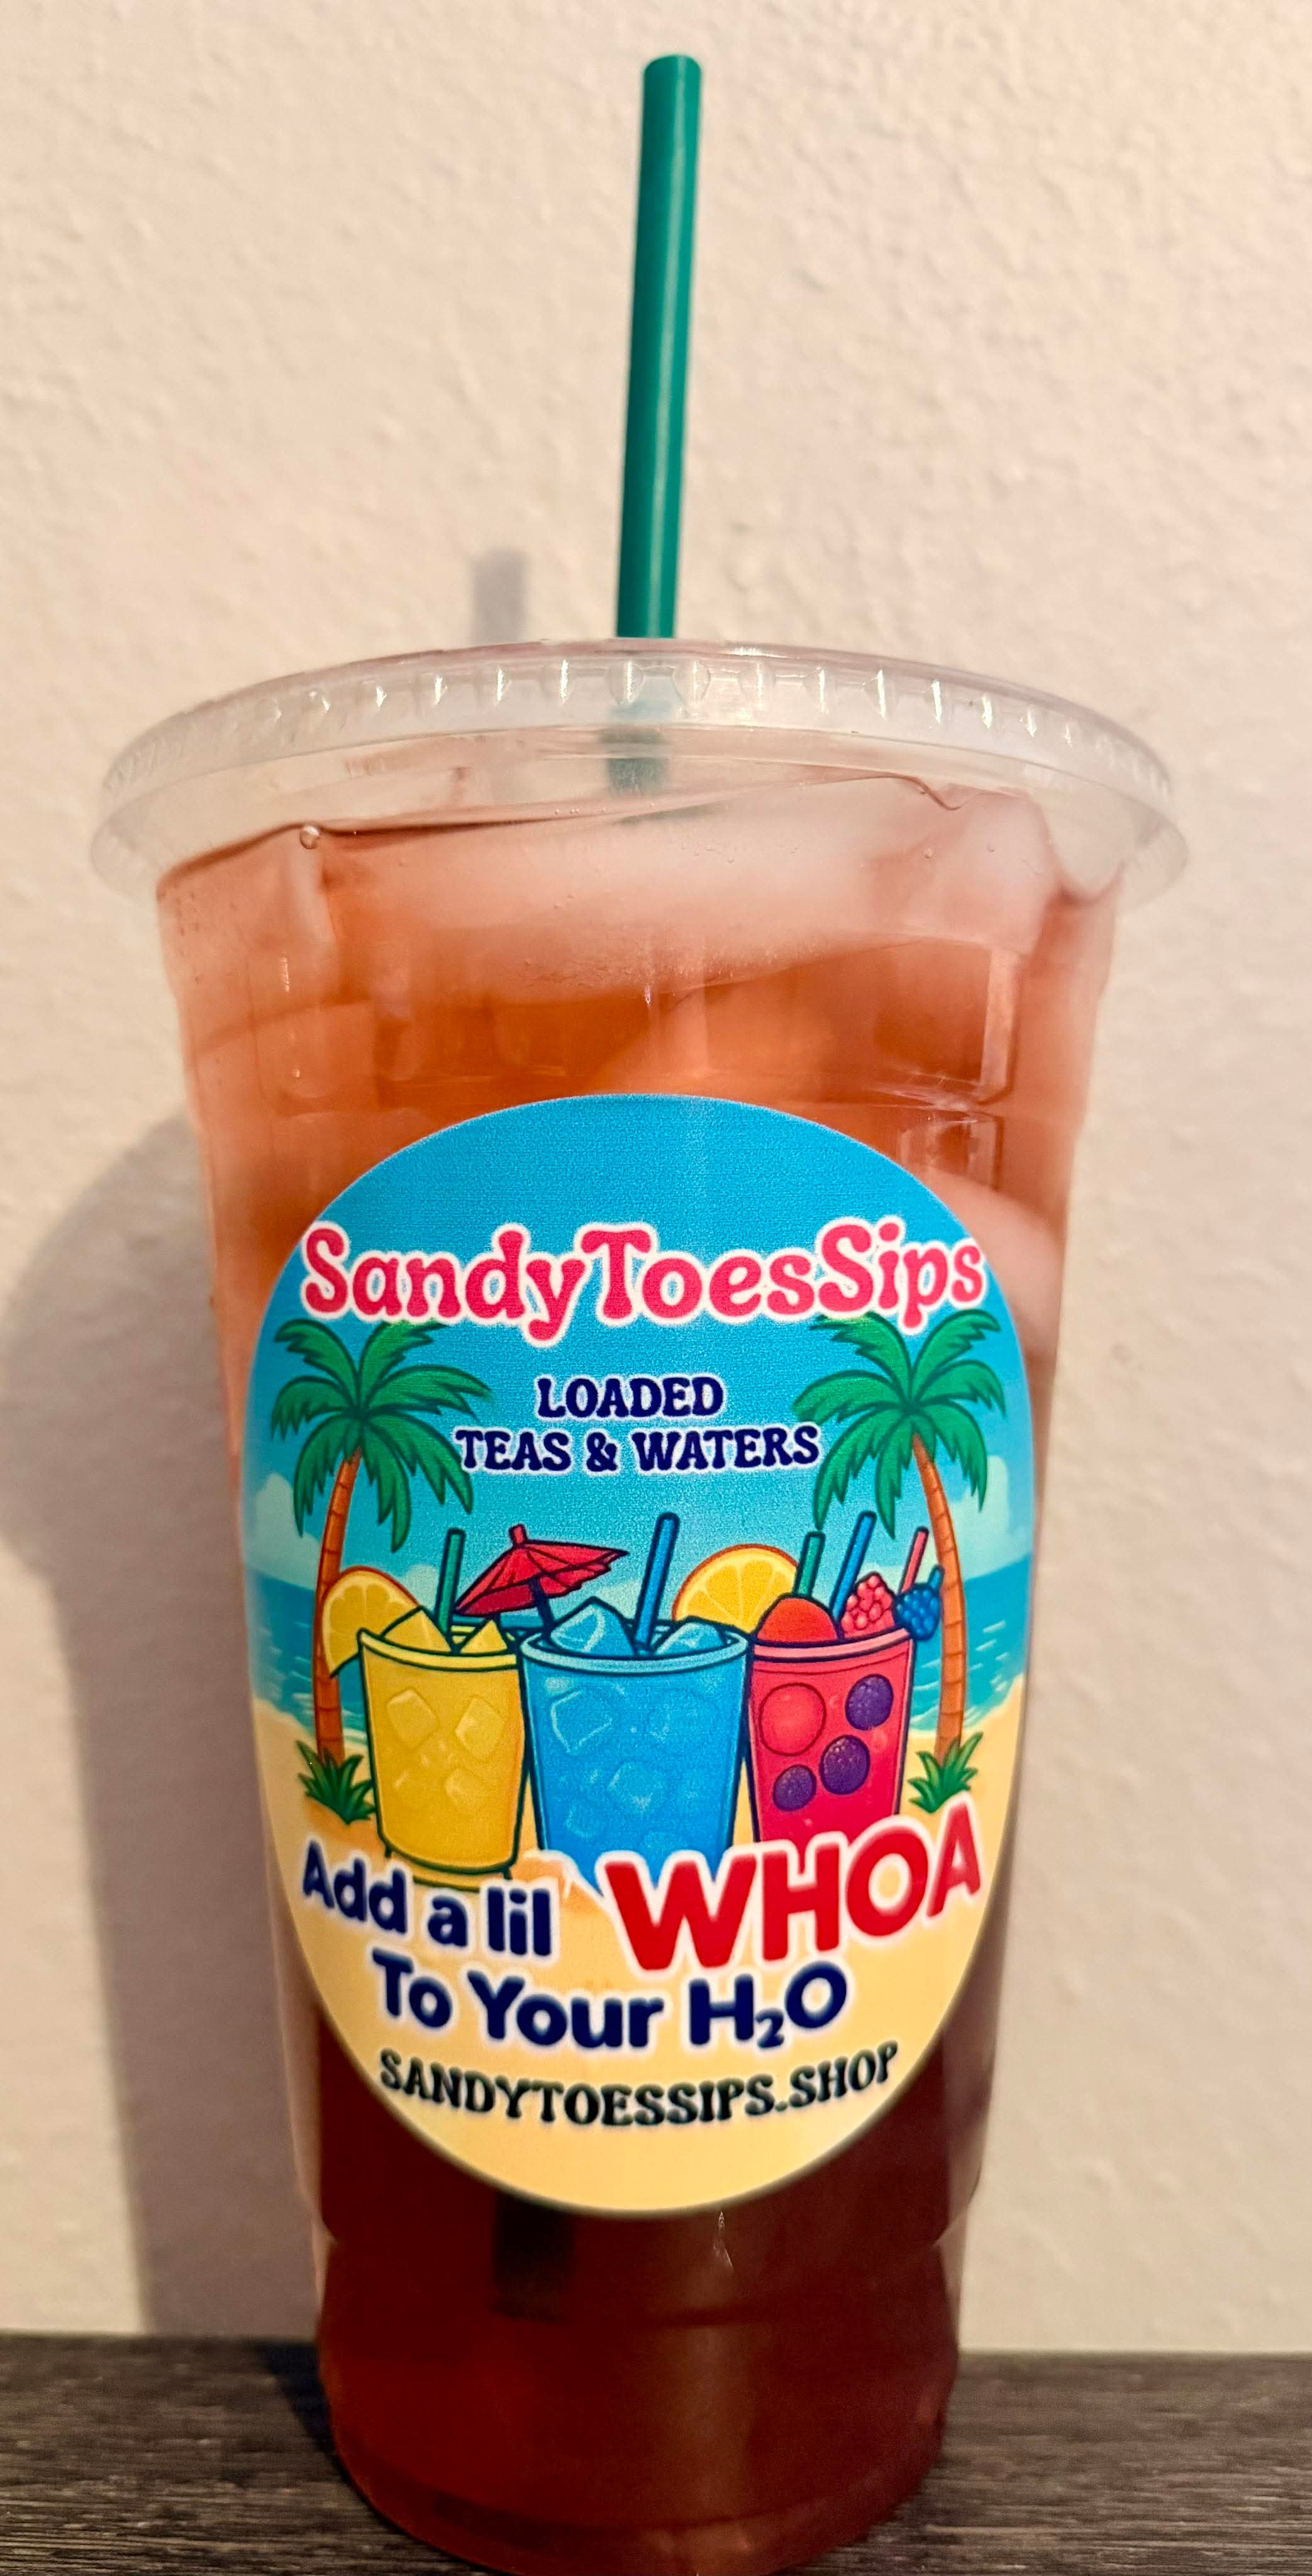 SandyToesSips
LOADED
TEAS & WATERS
Add a lil WHOA
To Your H₂O
SANDYTOESSIPS.SHOP